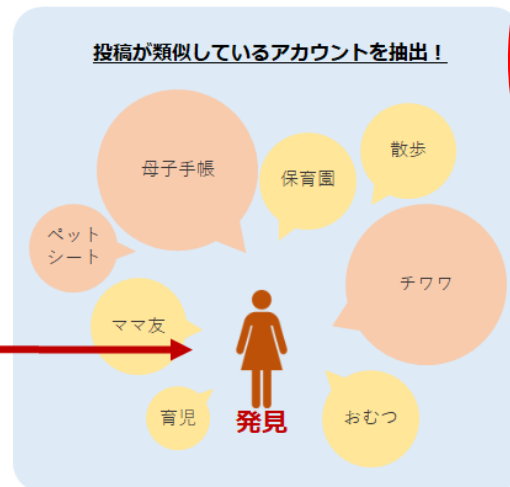 投稿が類似しているアカウントを抽出！
母子手帳
保育園
散歩
ペット
シート
チワワ
ママ友
育児
発見
おむつ